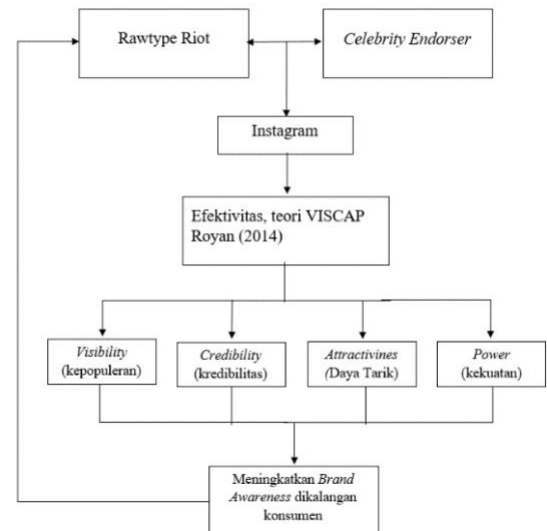 Rawtype Riot
Celebrity Endorser
Instagram
Efektivitas, teori VISCAP
Royan (2014)
Visibility
(kepopuleran)
Credibility
(kredibilitas)
Attractivines
(Daya Tarik)
Power
(kekuatan)
Meningkatkan Brand
Awareness dikalangan
konsumen